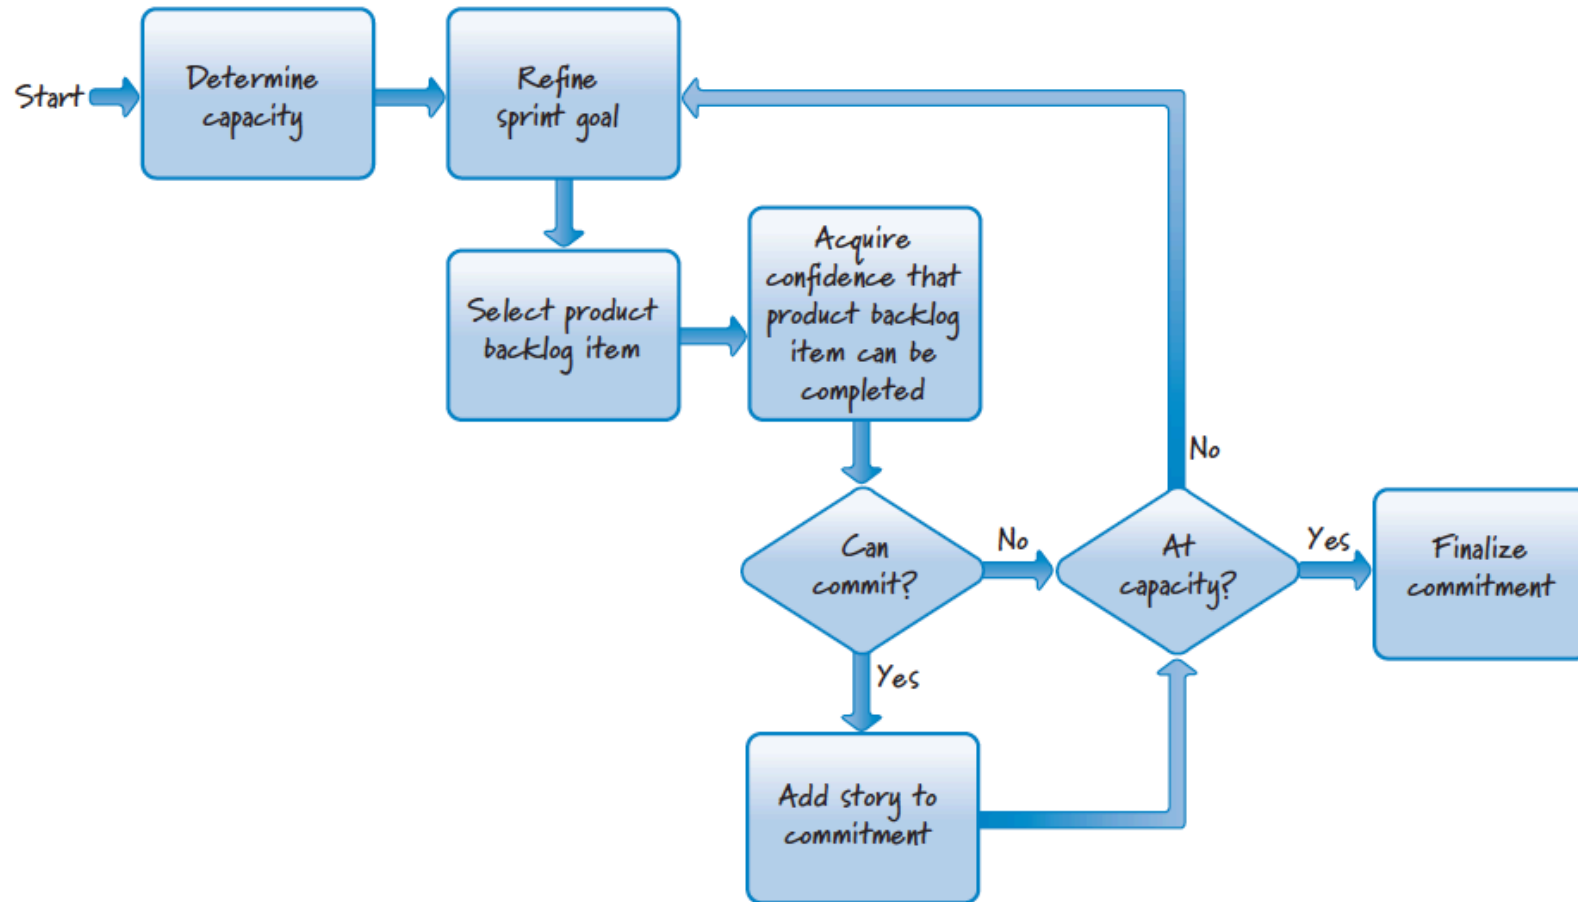 Start
Determine
capacity
Refine
sprint goal
Select product
backlog item
Acquire
confidence that
product backlog
item can be
completed
Can
commit?
No
Yes
Add story to
commitment
At
capacity?
No
Yes
Finalize
commitment